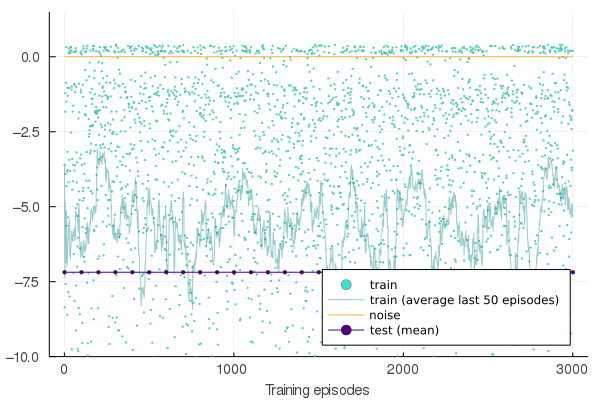 0.0
−2.5
−5.0
−7.5
−10.0
0
1000
2000
3000
Training episodes
train
train (average last 50 episodes)
noise
test (mean)